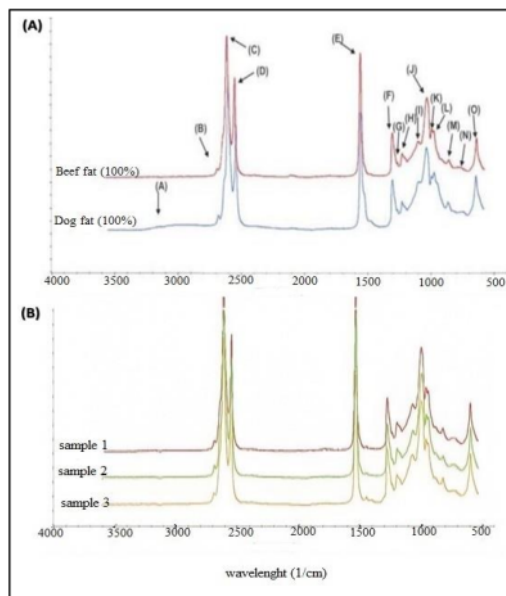 (A)
(C)
(E)
(D)
(J)
(B)
(F)
(K)
(I)
(H)
(L)
(O)
(G)
(M)
(N)
Beef fat (100%)
(A)
Dog fat (100%)
4000 3500 3000 2500 2000 1500 1000 500
(B)
sample 1
sample 2
sample 3
4000 3500 3000 2500 2000 1500 1000 500
wavelenght (1/cm)